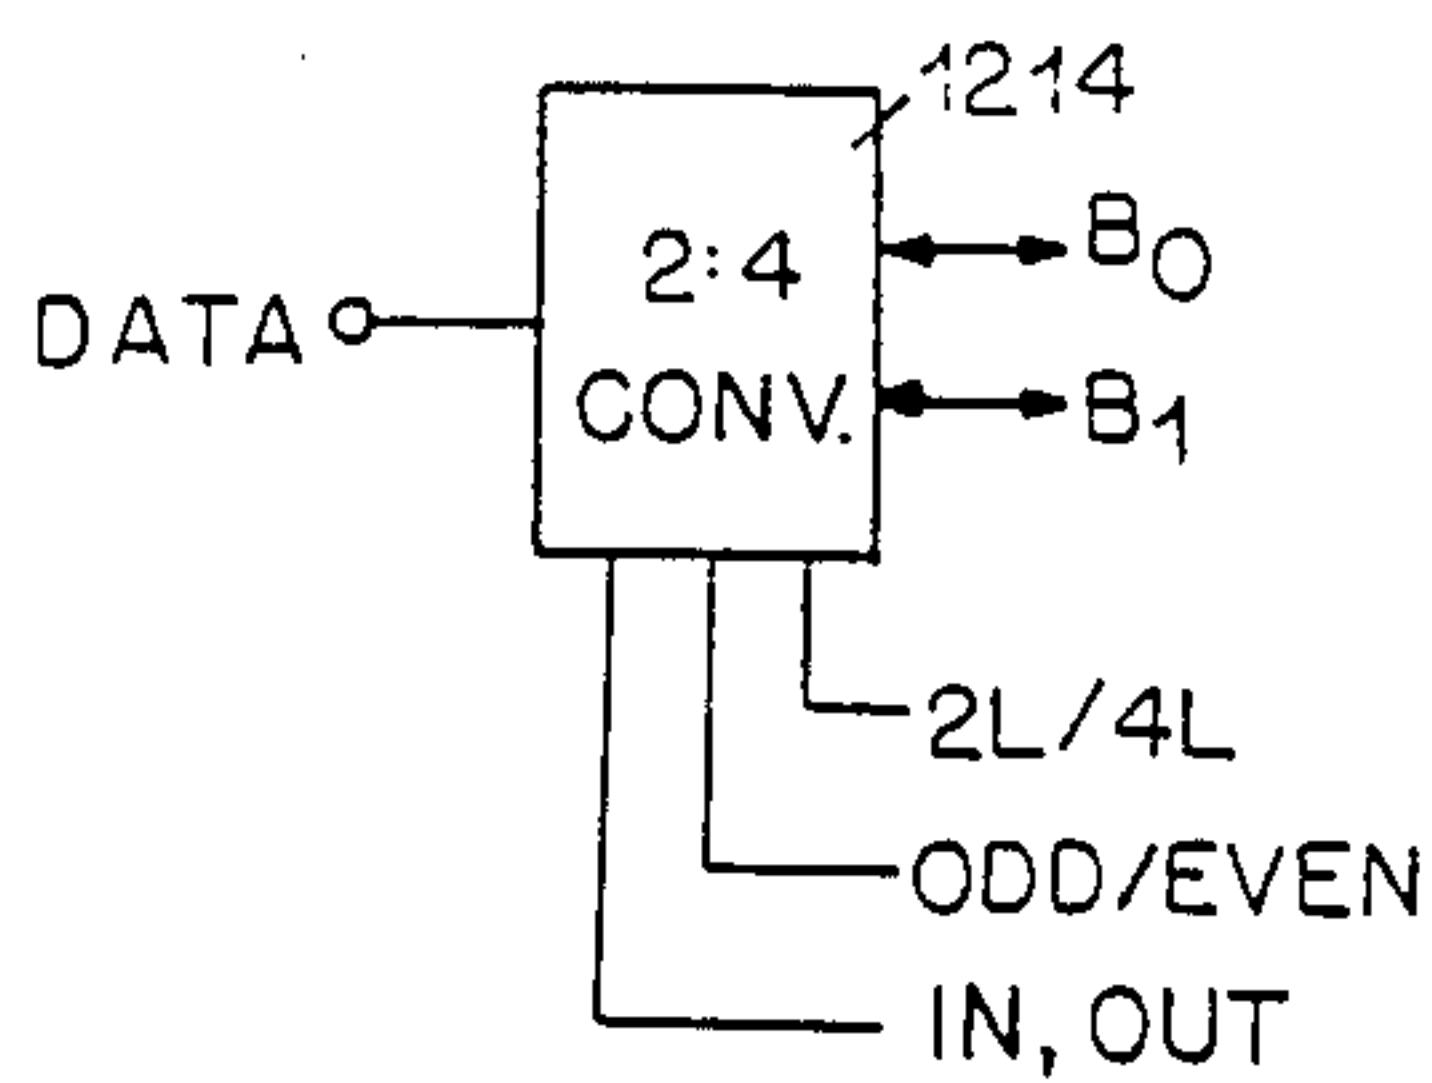 1214
B0
2:4
DATA
CONV.
B1
2L/4L
ODD/EVEN
IN, OUT